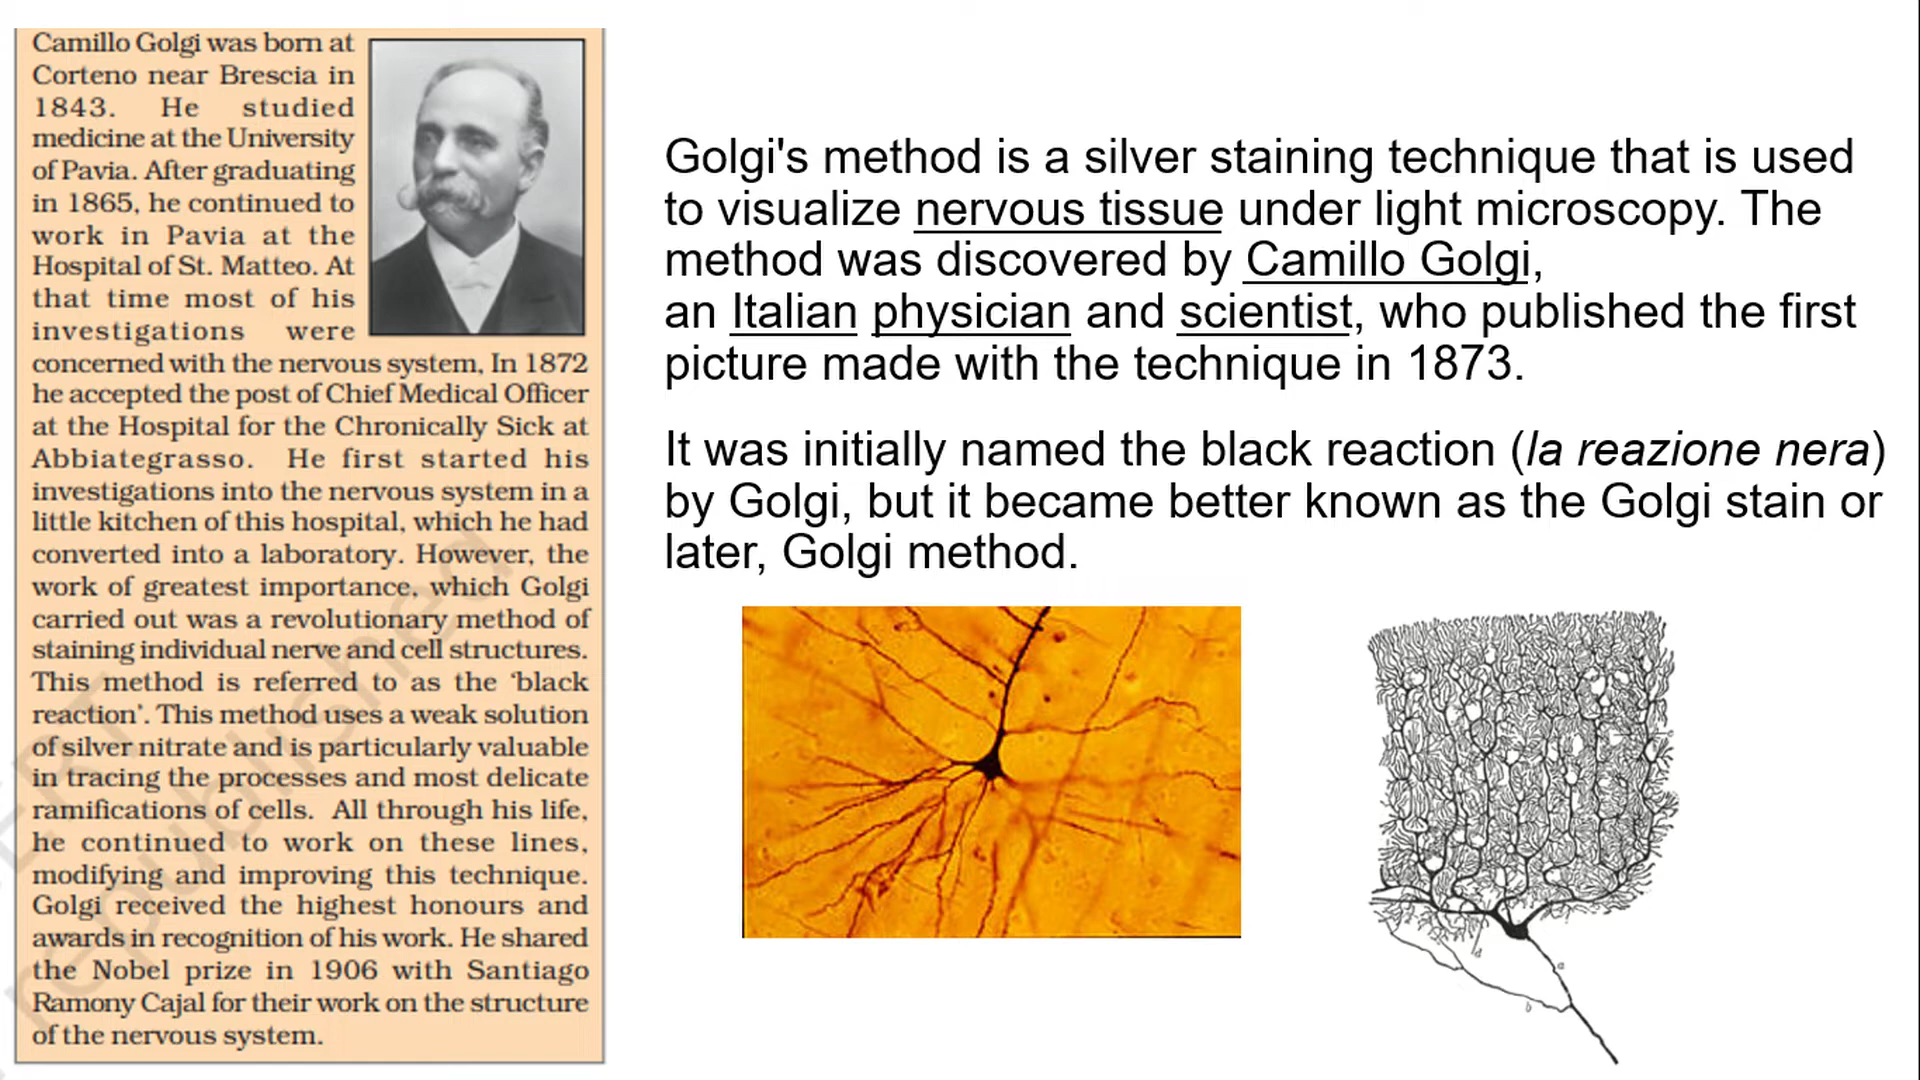 Camillo Golgi was born at
Corteno near Brescia in
1843. He studied
medicine at the University
of Pavia. After graduating
in 1865, he continued to
work in Pavia at the
Hospital of St. Matteo. At
that time most of his
investigations were
concerned with the nervous system, In 1872
he accepted the post of Chief Medical Officer
at the Hospital for the Chronically Sick at
Abbiategrasso. He first started his
investigations into the nervous system in a
little kitchen of this hospital, which he had
converted into a laboratory. However, the
work of greatest importance, which Golgi
carried out was a revolutionary method of
staining individual nerve and cell structures.
This method is referred to as the ‘black
reaction’. This method uses a weak solution
of silver nitrate and is particularly valuable
in tracing the processes and most delicate
ramifications of cells. All through his life,
he continued to work on these lines,
modifying and improving this technique.
Golgi received the highest honours and
awards in recognition of his work. He shared
the Nobel prize in 1906 with Santiago
Ramony Cajal for their work on the structure
of the nervous system.
Golgi's method is a silver staining technique that is used
to visualize nervous tissue under light microscopy. The
method was discovered by Camillo Golgi,
an Italian physician and scientist, who published the first
picture made with the technique in 1873.
It was initially named the black reaction (la reazione nera)
by Golgi, but it became better known as the Golgi stain or
later, Golgi method.
republished
d
a
b